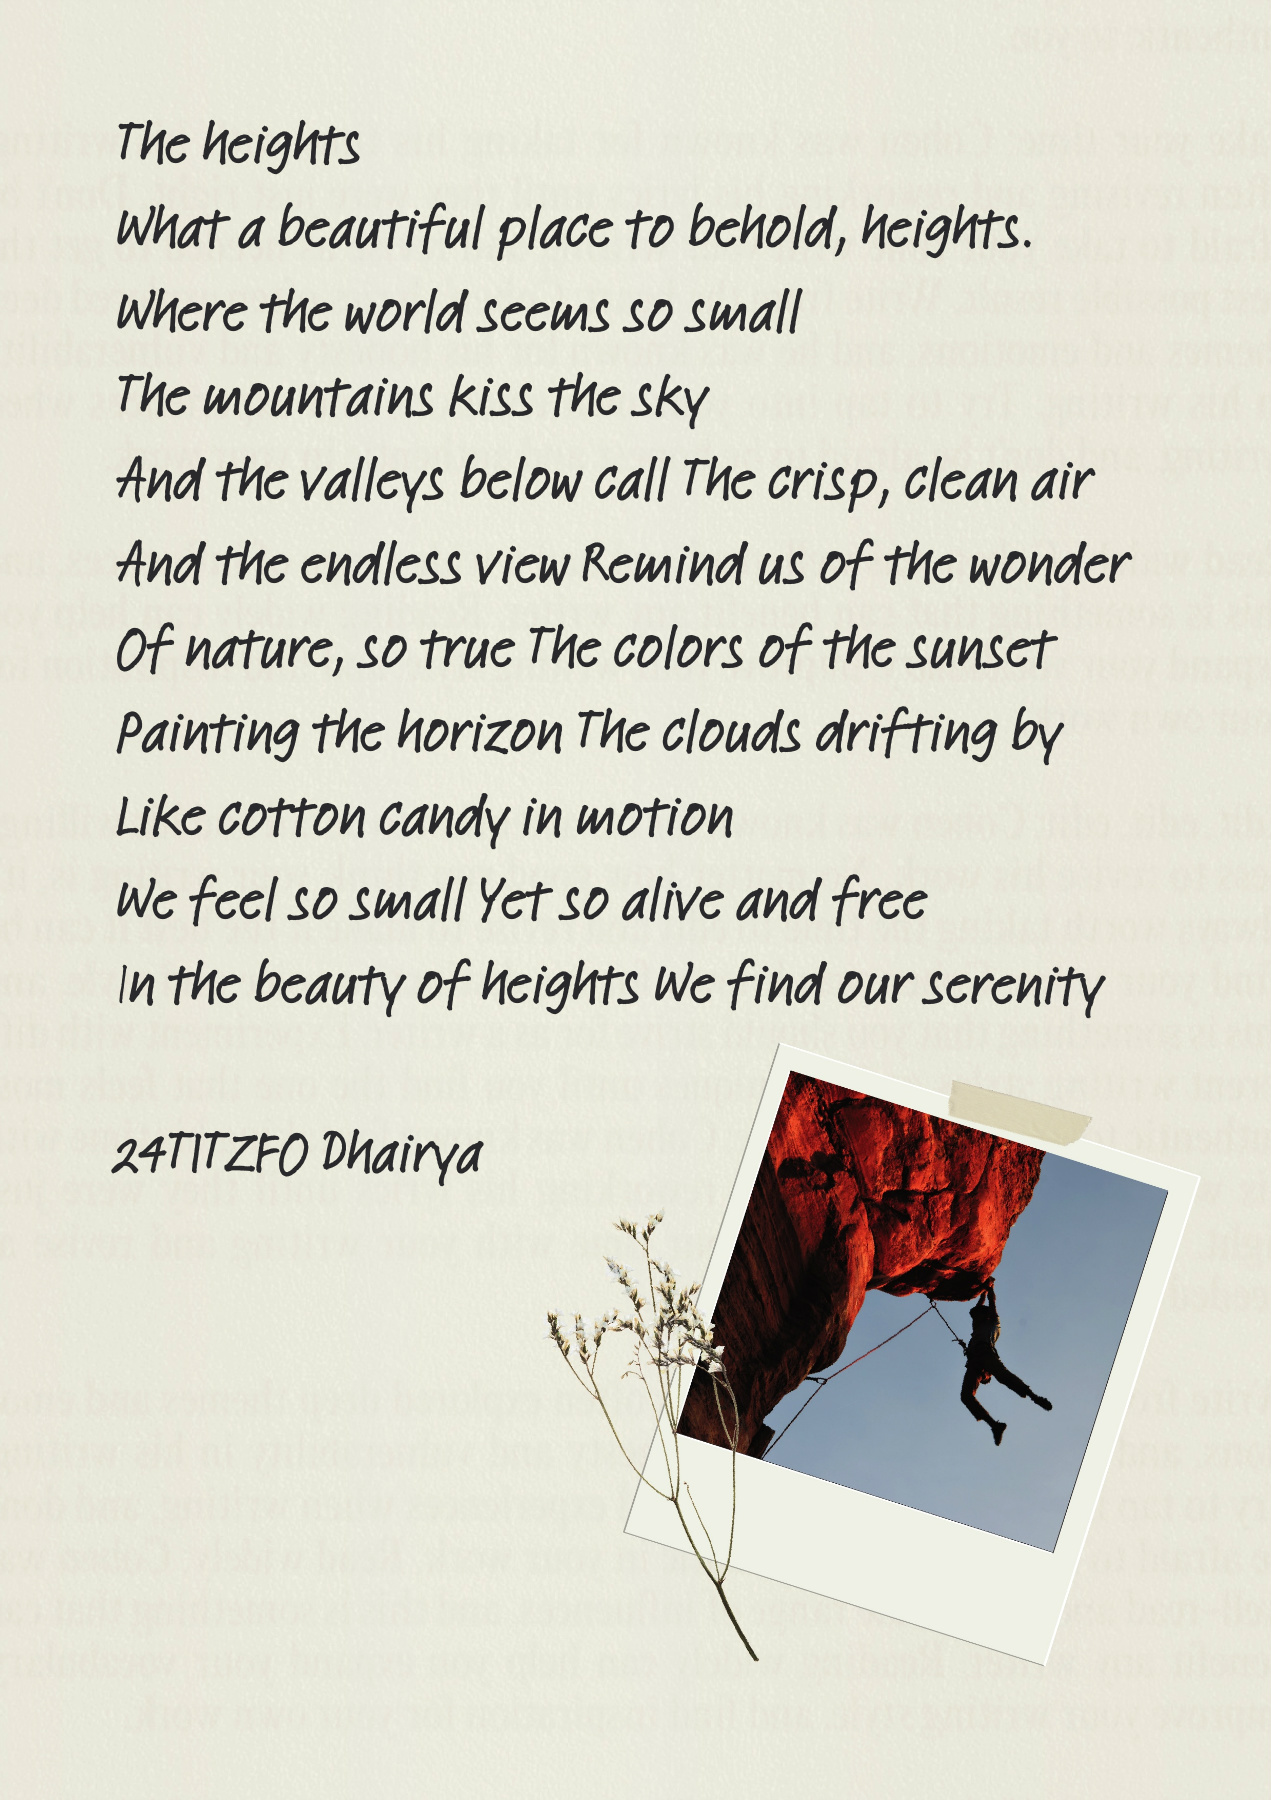 The heights
What a beautiful place to behold, heights.
Where the world seems so small
The mountains kiss the sky
And the valleys below call The crisp, clean air
And the endless view Remind us of the wonder
Of nature, so true The colors of the sunset
Painting the horizon The clouds drifting by
Like cotton candy in motion
We feel so small Yet so alive and free
In the beauty of heights We find our serenity
24TITZFO Dhairya